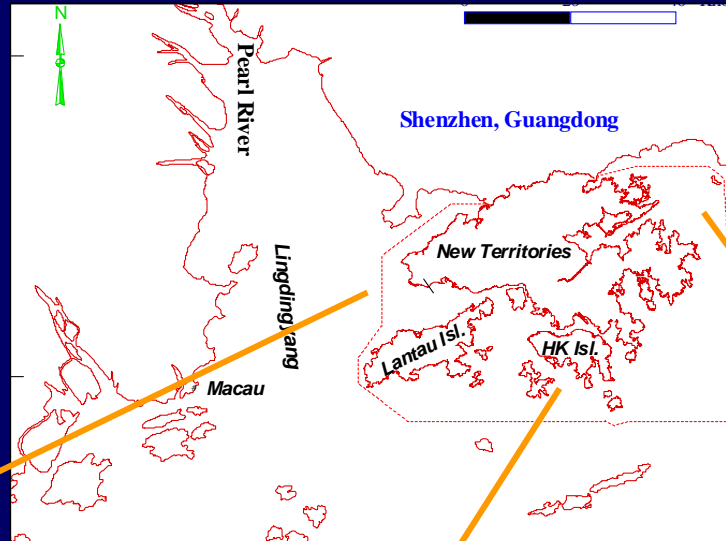 N
Pearl River
Shenzhen, Guangdong
New Territories
Lingdingyang
Lantau Isl.
HK Isl.
Macau